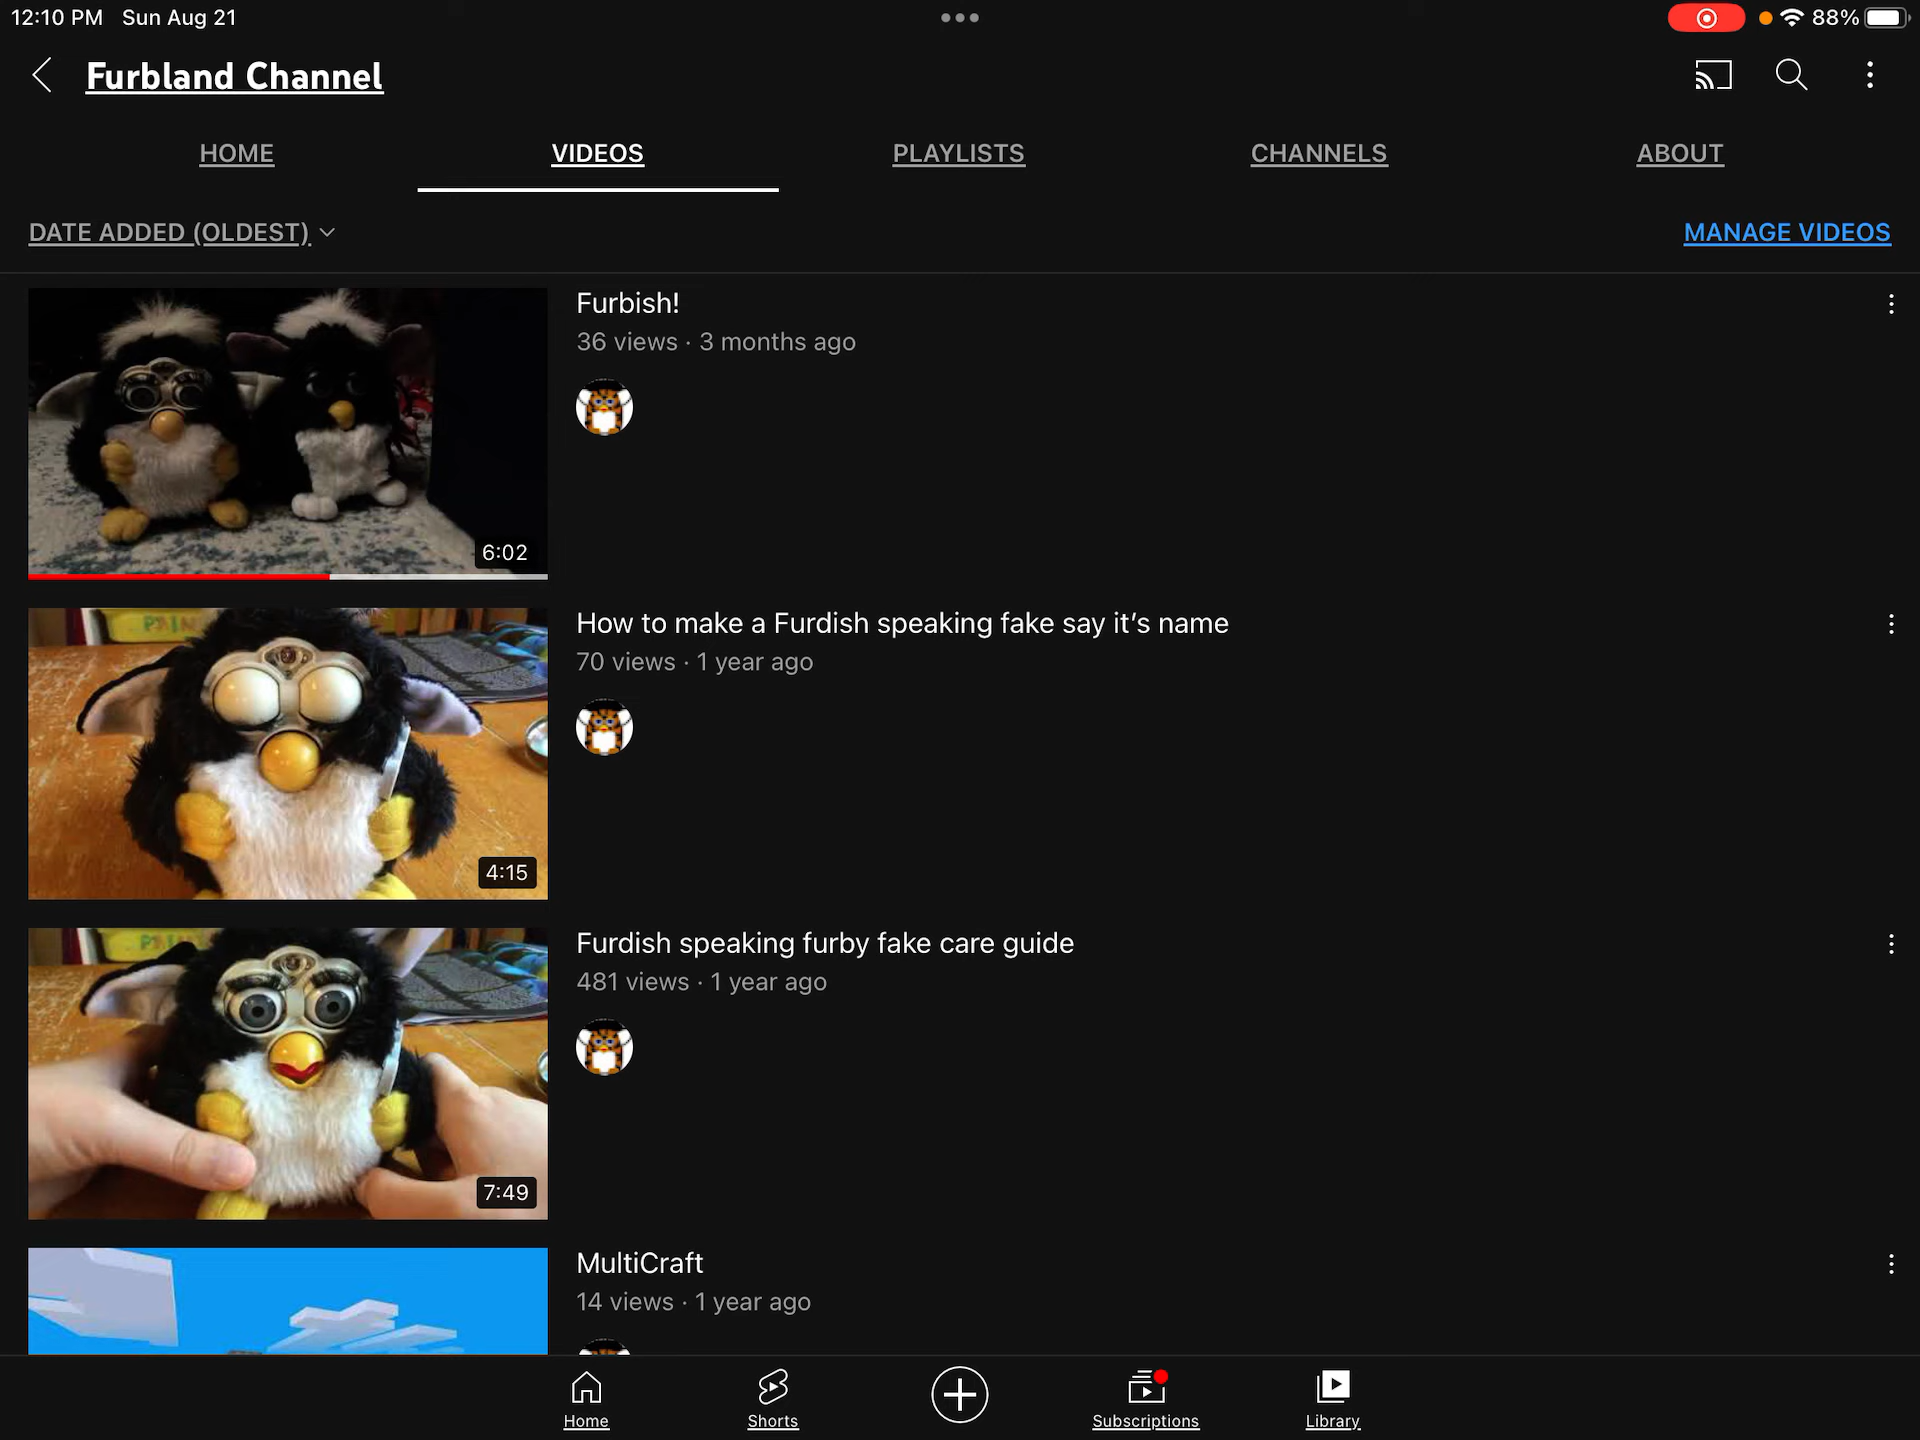 12:10 PM Sun Aug 21
88%
Furbland Channel
HOME VIDEOS PLAYLISTS CHANNELS ABOUT
DATE ADDED (OLDEST) MANAGE VIDEOS
Furbish!
36 views · 3 months ago
6:02
How to make a Furdish speaking fake say it’s name
70 views · 1 year ago
4:15
Furdish speaking furby fake care guide
481 views · 1 year ago
7:49
MultiCraft
14 views · 1 year ago
Home Shorts Subscriptions Library